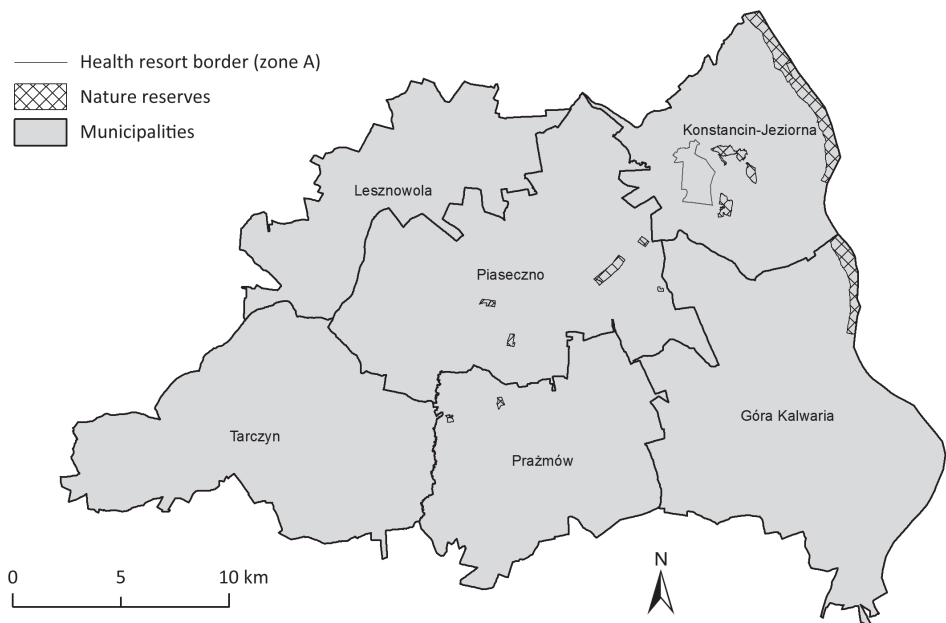 Health resort border (zone A)
Nature reserves
Municipalities
Konstancin-Jeziorna
Lesznowola
Piaseczno
Góra Kalwaria
Tarczyn
Prażmów
N
0 5 10 km